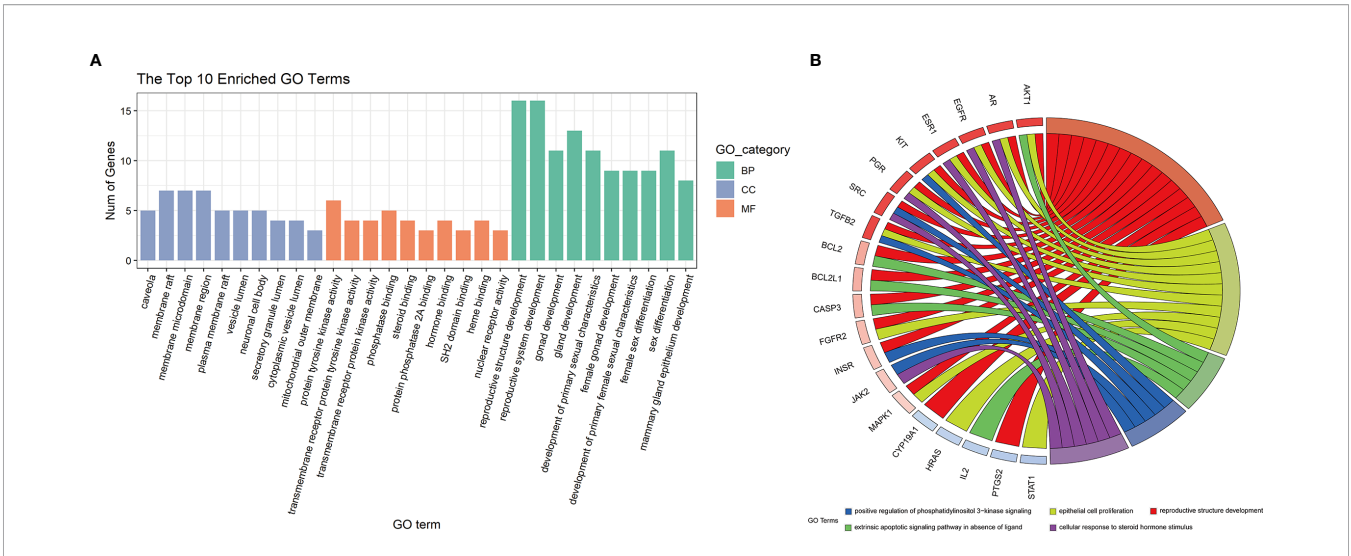 A
The Top 10 Enriched GO Terms
Num of Genes
15
10
5
0
caveola
membrane raft
membrane microdomain
membrane region
plasma membrane raft
vesicle lumen
neuronal cell body
secretory granule lumen
cytoplasmic vesicle lumen
mitochondrial outer membrane
protein tyrosine kinase activity
transmembrane receptor protein tyrosine kinase activity
transmembrane receptor protein kinase activity
phosphatase binding
steroid binding
protein phosphatase 2A binding
hormone binding
SH2 domain binding
heme binding
nuclear receptor activity
reproductive structure development
reproductive system development
gonad development
gland development
development of primary sexual characteristics
female gonad development
development of primary female sexual characteristics
female sex differentiation
sex differentiation
mammary gland epithelium development
GO term
GO_category
BP
CC
MF
B
AKT1
AR
EGFR
ESR1
KIT
PGR
SRC
TGFB2
BCL2
BCL2L1
CASP3
FGFR2
INSR
JAK2
MAPK1
CYP19A1
HRAS
IL2
PTGS2
STAT1
GO Terms
positive regulation of phosphatidylinositol 3−kinase signaling
epithelial cell proliferation
reproductive structure development
extrinsic apoptotic signaling pathway in absence of ligand
cellular response to steroid hormone stimulus